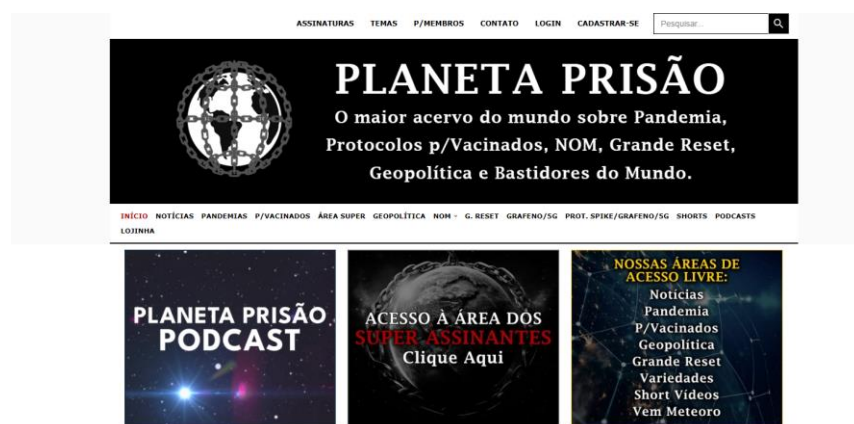 ASSINATURAS TEMAS P/MEMBROS CONTATO LOGIN CADASTRAR-SE Pesquisar...
PLANETA PRISÃO
O maior acervo do mundo sobre Pandemia,
Protocolos p/Vacinados, NOM, Grande Reset,
Geopolítica e Bastidores do Mundo.
INÍCIO NOTÍCIAS PANDEMIAS P/VACINADOS ÁREA SUPER GEOPOLÍTICA NOM G. RESET GRAFENO/5G PROT. SPIKE/GRAFENO/5G SHORTS PODCASTS
LOJINHA
PLANETA PRISÃO
PODCAST
ACESSO À ÁREA DOS
SUPER ASSINANTES
Clique Aqui
NOSSAS ÁREAS DE
ACESSO LIVRE:
Notícias
Pandemia
P/Vacinados
Geopolítica
Grande Reset
Variedades
Short Vídeos
Vem Meteoro